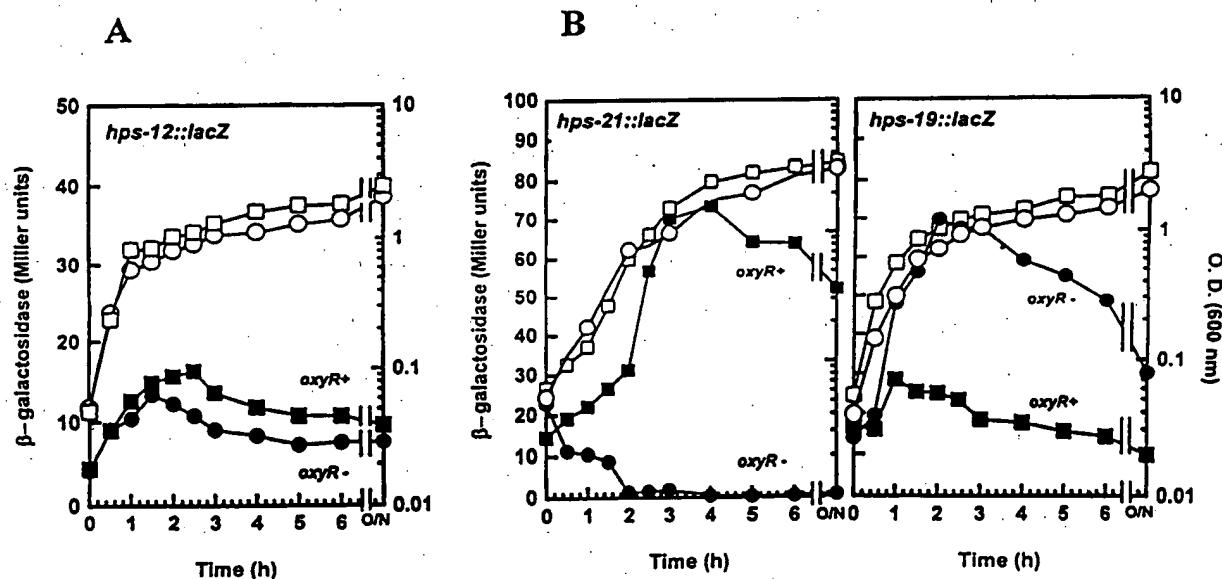 A
B
hps-12::lacZ
β-galactosidase (Miller units)
50
40
30
20
10
0
10
1
0.1
0.01
oxyR+
oxyR-
0 1 2 3 4 5 6 O/N
Time (h)
hps-21::lacZ
β-galactosidase (Miller units)
100
90
80
70
60
50
40
30
20
10
0
oxyR+
oxyR-
0 1 2 3 4 5 6 O/N
Time (h)
hps-19::lacZ
oxyR-
oxyR+
10
1
0.1
0.01
O. D. (600 nm)
0 1 2 3 4 5 6 O/N
Time (h)